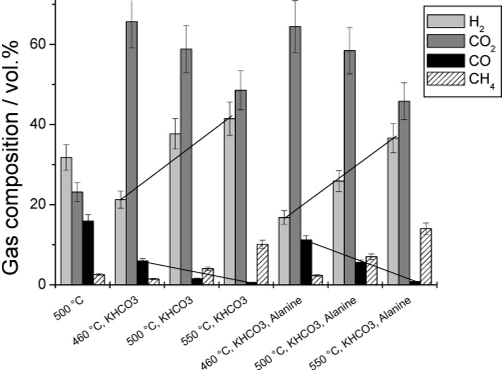 H2
CO2
CO
CH4
Gas composition / vol.%
60
40
20
0
500 °C
460 °C, KHCO3
500 °C, KHCO3
550 °C, KHCO3
460 °C, KHCO3, Alanine
500 °C, KHCO3, Alanine
550 °C, KHCO3, Alanine